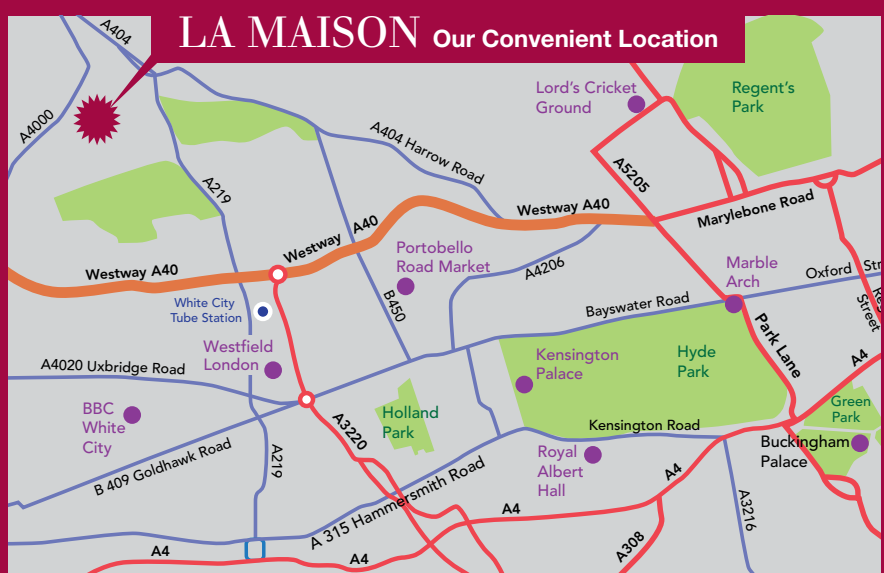 LA MAISON Our Convenient Location
A404
A4000
A404 Harrow Road
A219
Lord's Cricket
Ground
Regent's
Park
A5205
Marylebone Road
Westway A40
Westway A40
Westway A40
Portobello
Road Market
A4206
Marble
Arch
Oxford Str
Reg
Street
White City
Tube Station
B450
Bayswater Road
Park Lane
Westfield
London
A4020 Uxbridge Road
Kensington
Palace
Hyde
Park
A4
BBC
White
City
Holland
Park
Green
Park
A3220
Kensington Road
Buckingham
Palace
B 409 Goldhawk Road
A219
Royal
Albert
Hall
A 315 Hammersmith Road
A4
A4
A3216
A308
A4
A4